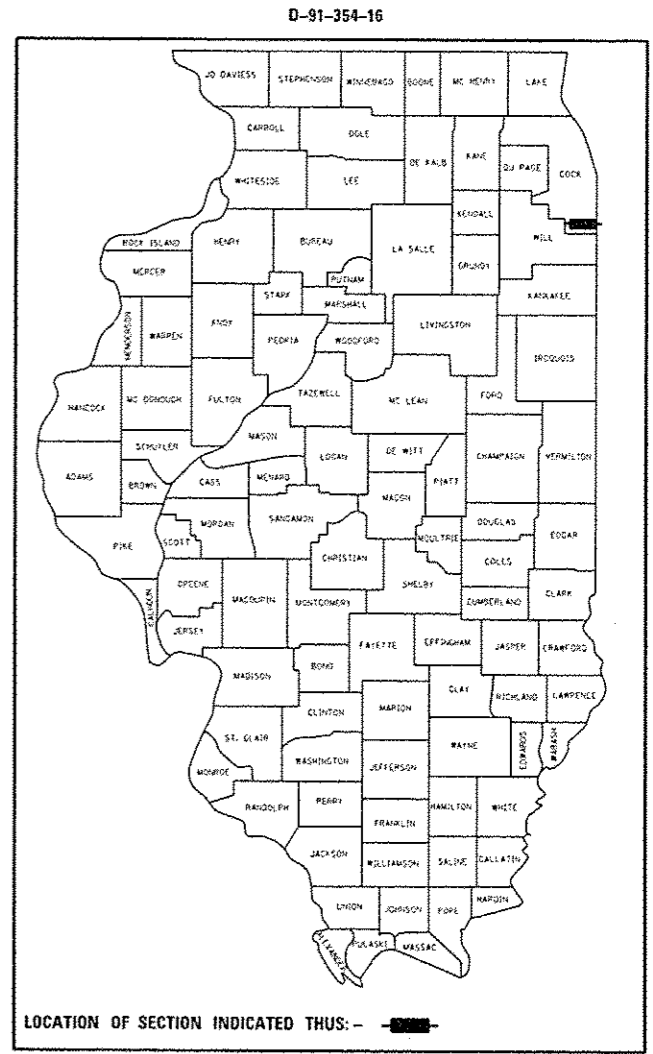 D-91-354-16
JO DAVIESS STEPHENSON WINNEBAGO BOONE MC HENRY LAKE
CARROLL OGLE DE KALB KANE DU PAGE COOK
WHITESIDE LEE
KENDALL
ROCK ISLAND HENRY BUREAU LA SALLE WILL
MERCER PUTNAM GRUNDY
STARK MARSHALL KANKAKEE
HENDERSON WARREN KNOX PEORIA WOODFORD LIVINGSTON
IROQUOIS
HANCOCK MC DONOUGH FULTON TAZEWELL MC LEAN FORD
SCHUYLER MASON LOGAN DE WITT CHAMPAIGN VERMILION
ADAMS BROWN CASS MENARD PIATT
MACON
PIKE SCOTT MORGAN SANGAMON CHRISTIAN MOULTRIE DOUGLAS EDGAR
COLES
CALHOUN GREENE MACOUPIN MONTGOMERY SHELBY CUMBERLAND CLARK
JERSEY FAYETTE EFFINGHAM JASPER CRAWFORD
MADISON BOND CLAY RICHLAND LAWRENCE
CLINTON MARION
ST. CLAIR WAYNE EDWARDS WABASH
MONROE WASHINGTON JEFFERSON
RANDOLPH PERRY HAMILTON WHITE
FRANKLIN
JACKSON WILLIAMSON SALINE GALLATIN
UNION JOHNSON POPE HARDIN
ALEXANDER PULASKI MASSAC
LOCATION OF SECTION INDICATED THUS: -